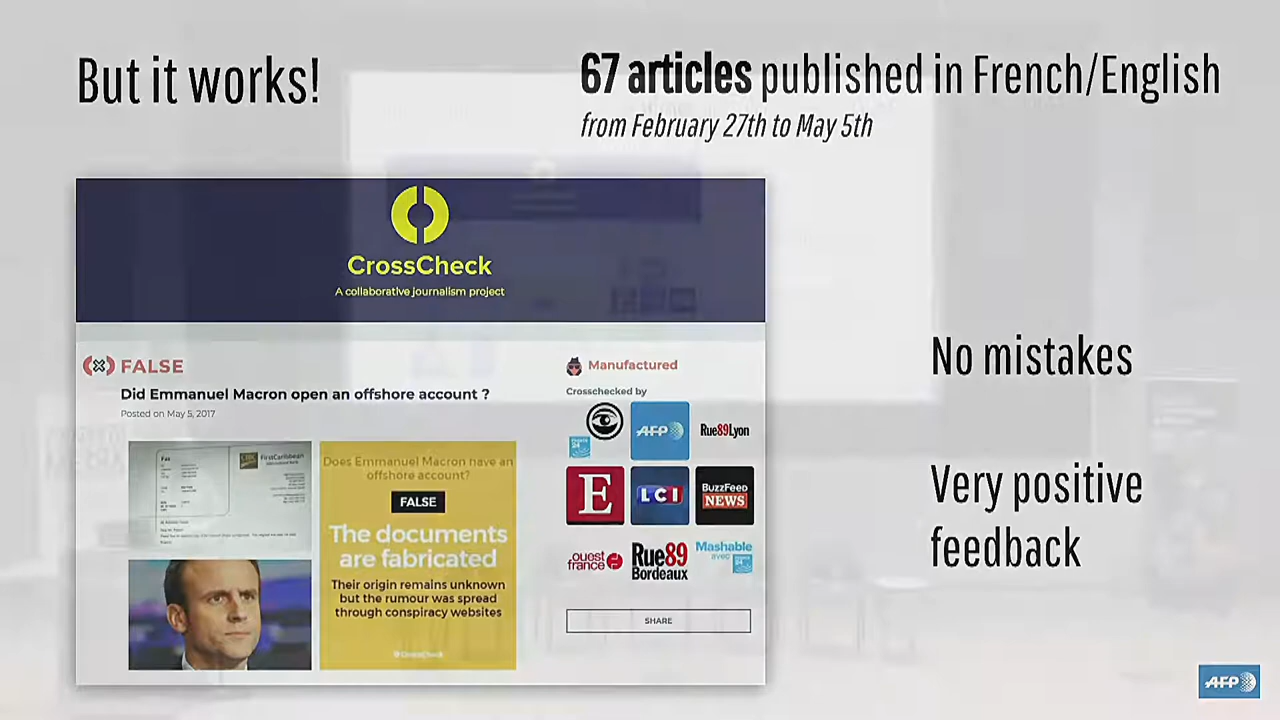 But it works!
67 articles published in French/English
from February 27th to May 5th
CrossCheck
A collaborative journalism project
FALSE
Did Emmanuel Macron open an offshore account ?
Posted on May 5, 2017
Manufactured
Crosschecked by
Fax
FirstCaribbean
Does Emmanuel Macron have an
offshore account?
FALSE
The documents
are fabricated
Their origin remains unknown
but the rumour was spread
through conspiracy websites
CrossCheck
AFP
Rue89Lyon
E
LCI
BuzzFeed
NEWS
ouest
france
Rue89
Bordeaux
Mashable
avec
SHARE
No mistakes
Very positive
feedback
AFP